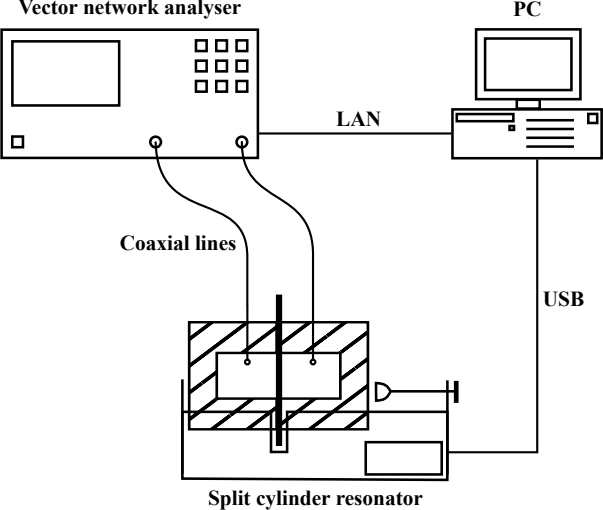 Vector network analyser
PC
LAN
Coaxial lines
USB
Split cylinder resonator